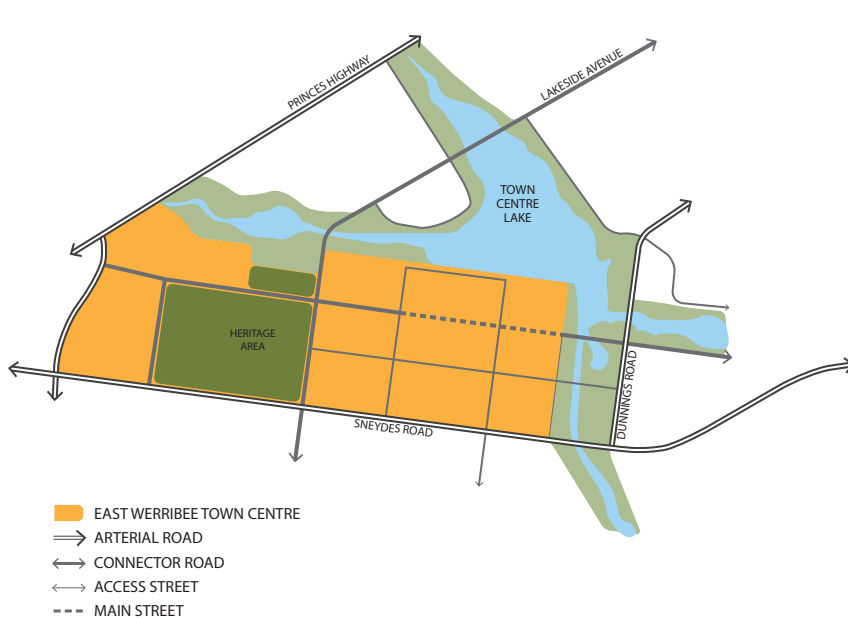 PRINCES HIGHWAY
LAKESIDE AVENUE
TOWN
CENTRE
LAKE
HERITAGE
AREA
DUNNINGS ROAD
SNEYDES ROAD
EAST WERRIBEE TOWN CENTRE
ARTERIAL ROAD
CONNECTOR ROAD
ACCESS STREET
MAIN STREET